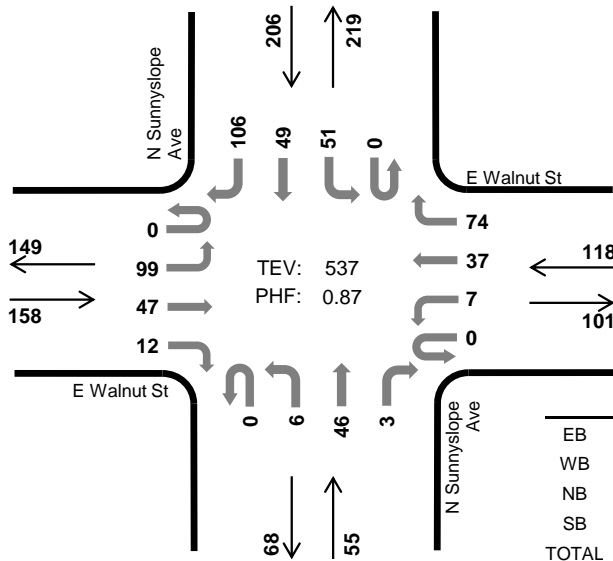 206
219
N Sunnyslope
Ave
106
49
51
0
E Walnut St
0
74
149
99
TEV: 537
37
118
158
47
PHF: 0.87
7
101
12
0
E Walnut St
0
6
46
3
N Sunnyslope
Ave
EB
WB
NB
SB
TOTAL
68
55